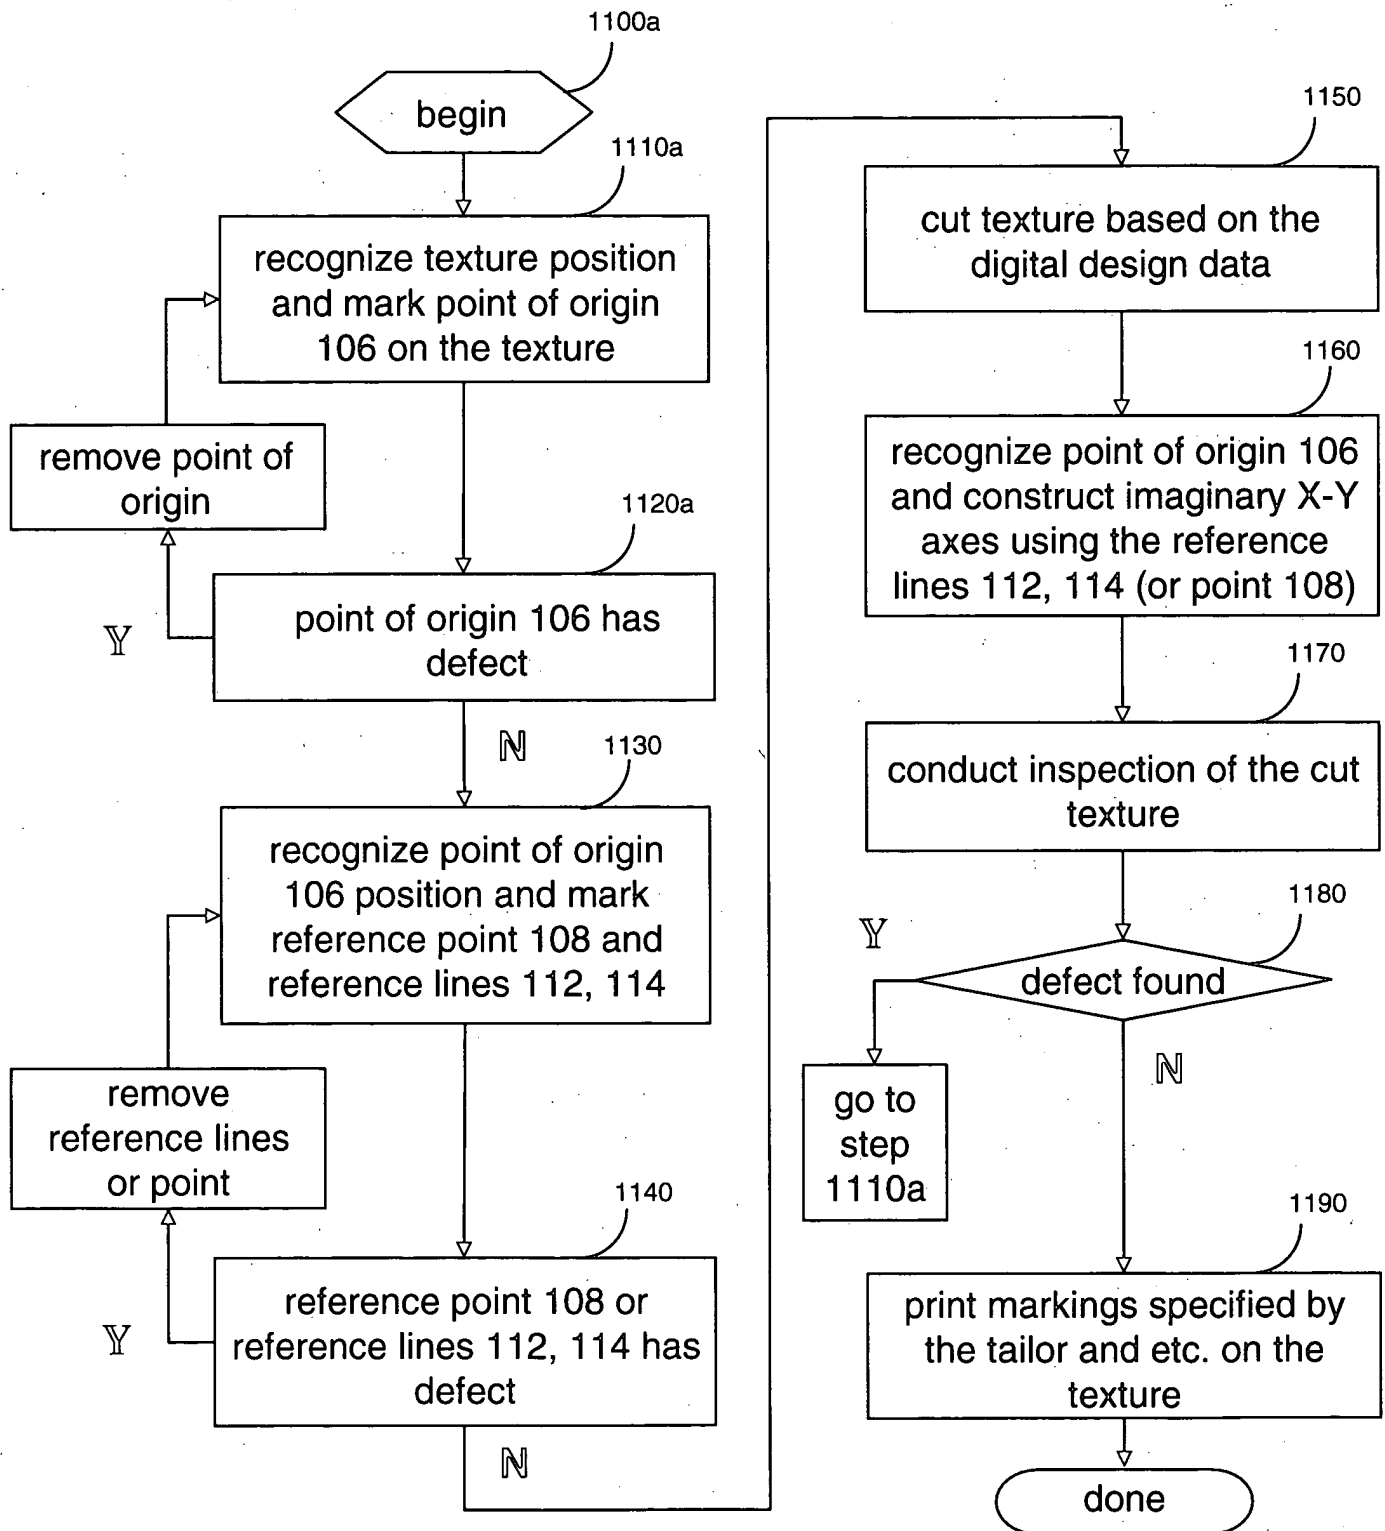 1100a
begin
1110a
recognize texture position
and mark point of origin
106 on the texture
remove point of
origin
1120a
point of origin 106 has
defect
Y
N
1130
recognize point of origin
106 position and mark
reference point 108 and
reference lines 112, 114
remove
reference lines
or point
1140
reference point 108 or
reference lines 112, 114 has
defect
Y
N
1150
cut texture based on the
digital design data
1160
recognize point of origin 106
and construct imaginary X-Y
axes using the reference
lines 112, 114 (or point 108)
1170
conduct inspection of the cut
texture
1180
Y
defect found
N
go to
step
1110a
1190
print markings specified by
the tailor and etc. on the
texture
done